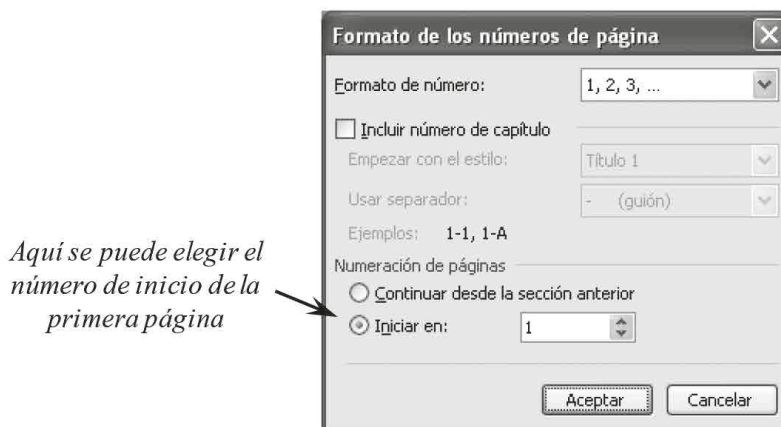 Formato de los números de página
Formato de número: 1, 2, 3, ...
Incluir número de capítulo
Empezar con el estilo: Título 1
Usar separador: - (guión)
Ejemplos: 1-1, 1-A
Aquí se puede elegir el
número de inicio de la
primera página
Numeración de páginas
Continuar desde la sección anterior
Iniciar en: 1
Aceptar Cancelar